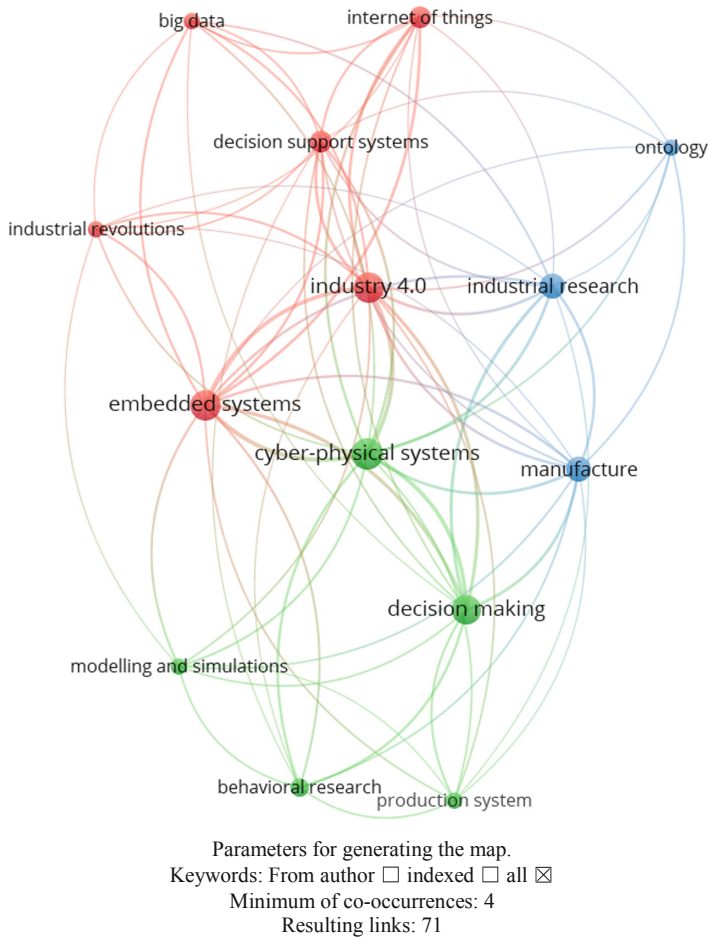 big data
internet of things
decision support systems
ontology
industrial revolutions
industry 4.0
industrial research
embedded systems
cyber-physical systems
manufacture
decision making
modelling and simulations
behavioral research
production system
Parameters for generating the map.
Keywords: From author ☐ indexed ☐ all ☒
Minimum of co-occurrences: 4
Resulting links: 71